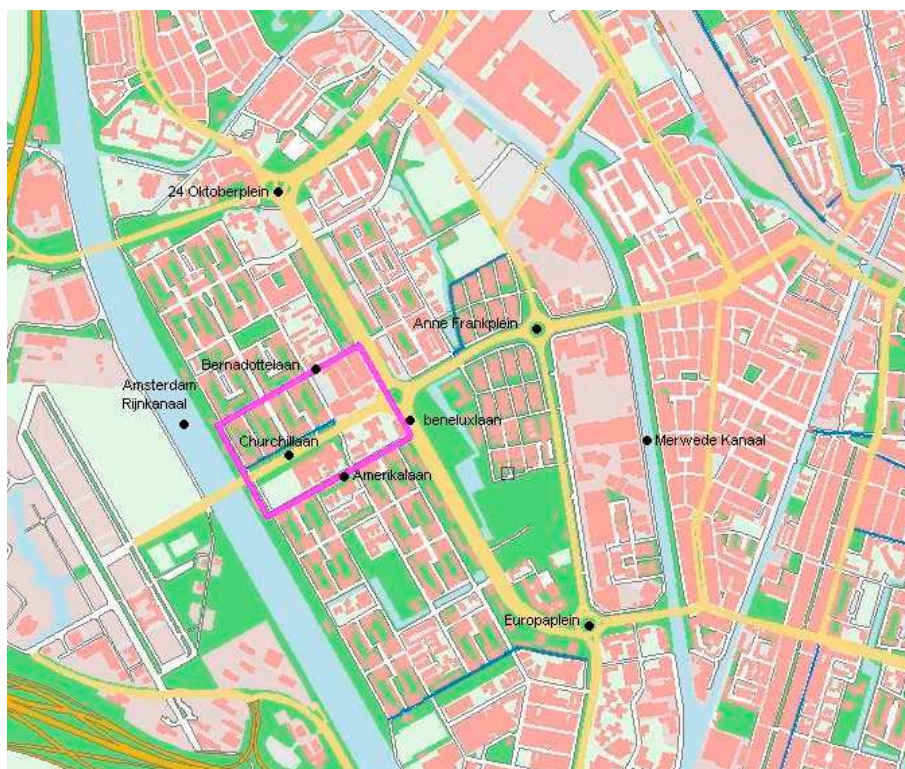 24 Oktoberplein
Anne Frankplein
Bernadottelaan
Amsterdam
Rijnkanaal
beneluxlaan
Churchillaan
Merwede Kanaal
Amerikalaan
Europaplein